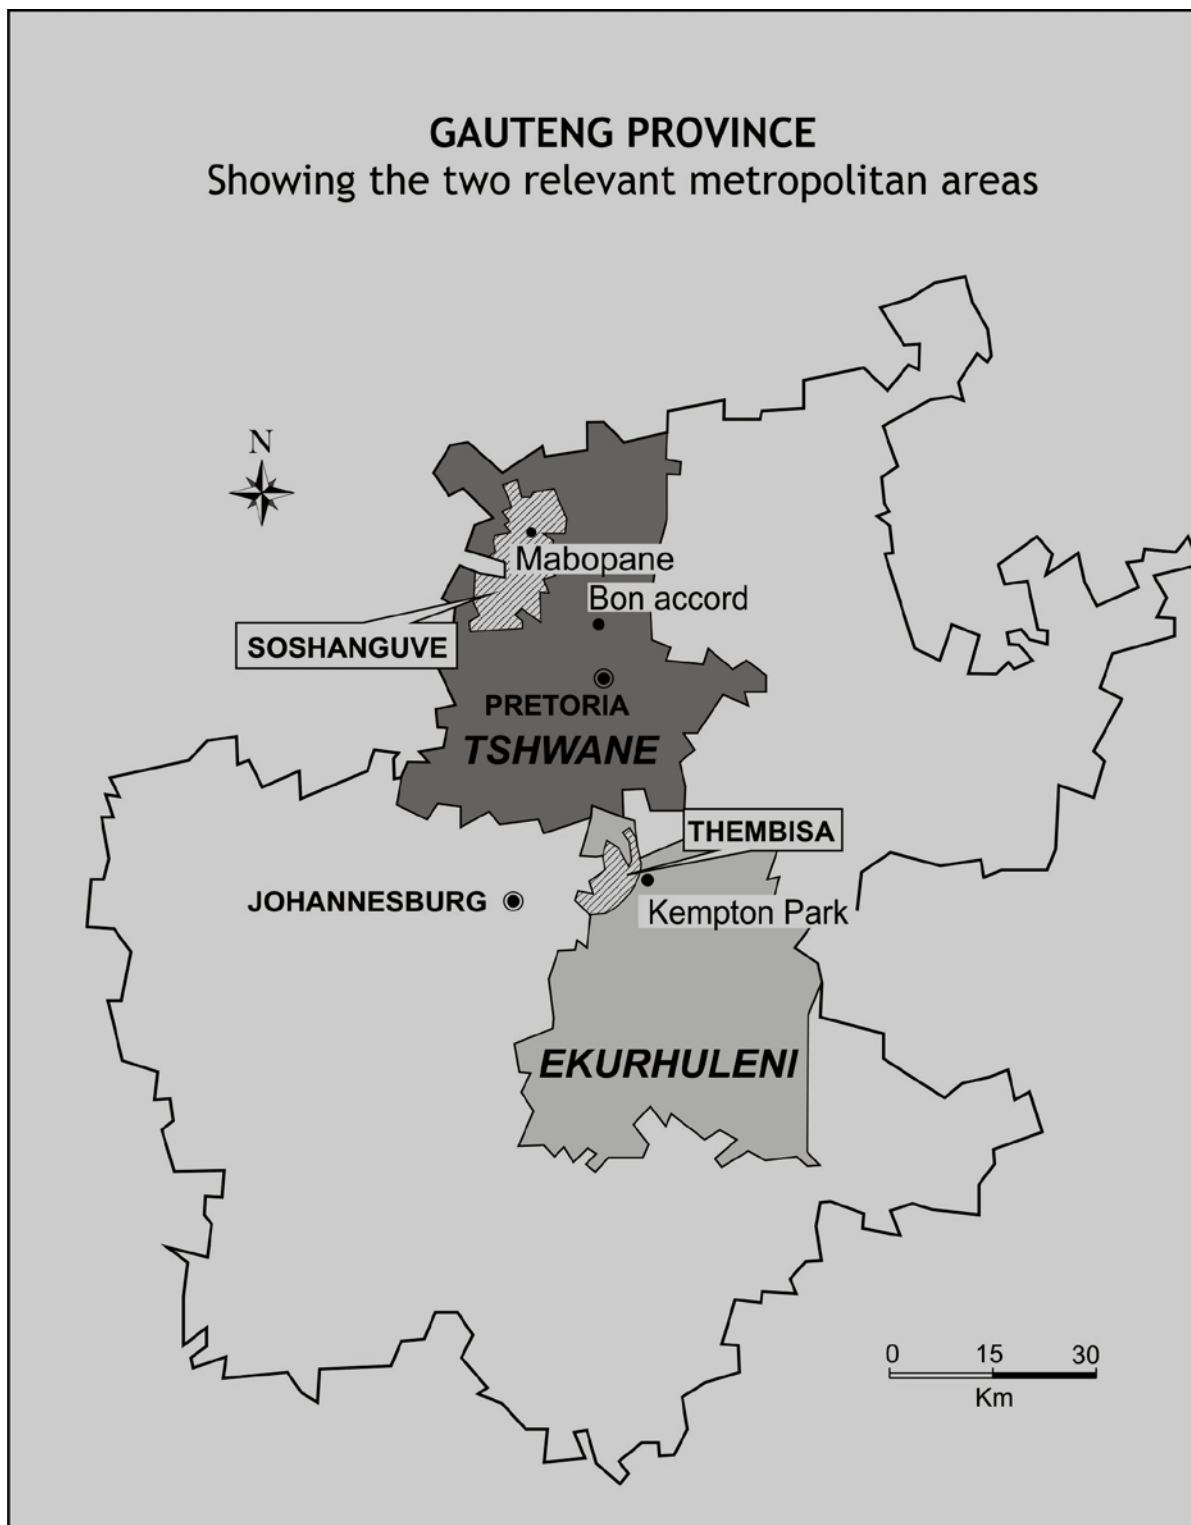 GAUTENG PROVINCE
Showing the two relevant metropolitan areas
N
Mabopane
Bon accord
SOSHANGUVE
PRETORIA
TSHWANE
THEMBISA
JOHANNESBURG
Kempton Park
EKURHULENI
0 15 30
Km